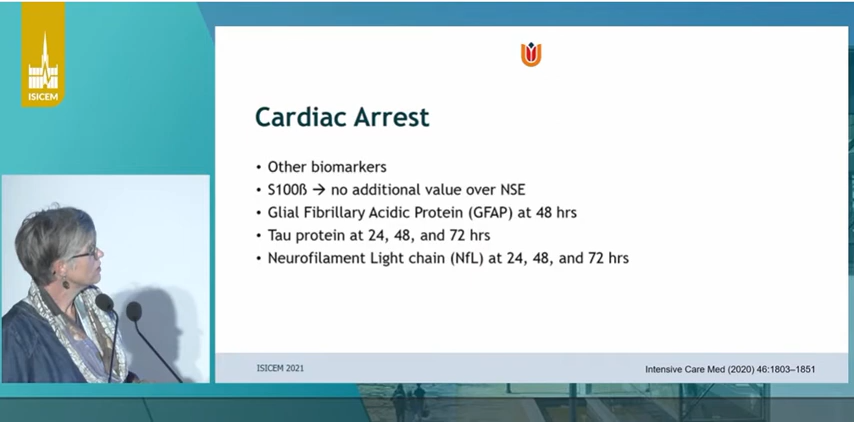 ISICEM
Cardiac Arrest
• Other biomarkers
• S100ß → no additional value over NSE
• Glial Fibrillary Acidic Protein (GFAP) at 48 hrs
• Tau protein at 24, 48, and 72 hrs
• Neurofilament Light chain (NfL) at 24, 48, and 72 hrs
ISICEM 2021
Intensive Care Med (2020) 46:1803–1851